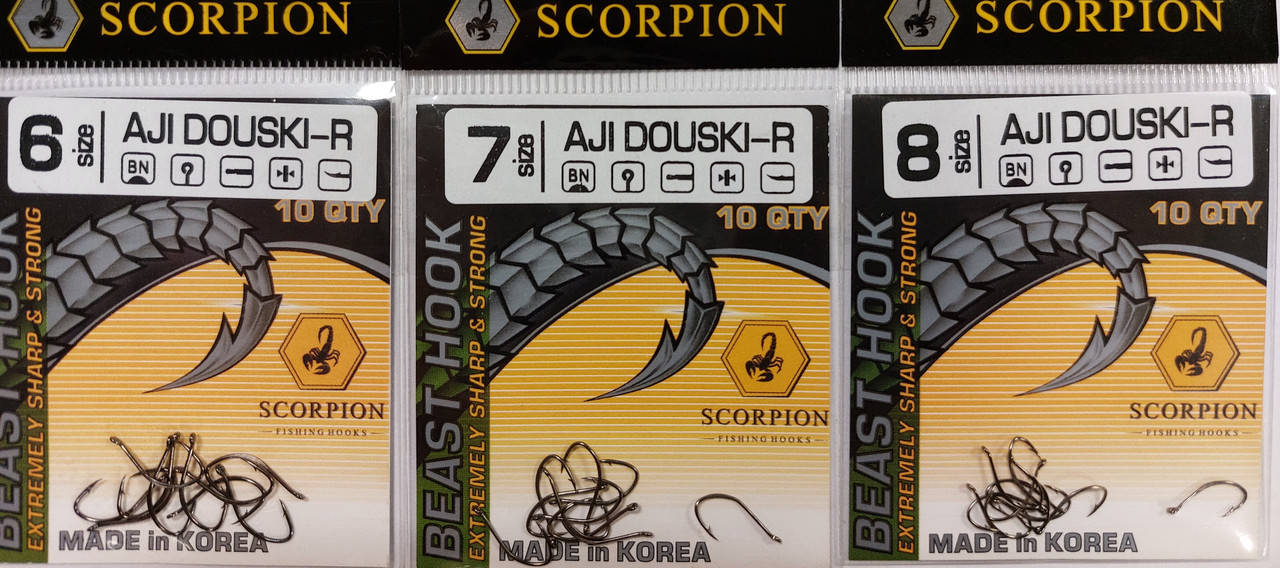 SCORPION
6 size
AJI DOUSKI-R
BN
10 QTY
BEAST HOOK
EXTREMELY SHARP & STRONG
SCORPION
FISHING HOOKS
MADE in KOREA
SCORPION
7 size
AJI DOUSKI-R
BN
10 QTY
BEAST HOOK
EXTREMELY SHARP & STRONG
SCORPION
FISHING HOOKS
MADE in KOREA
SCORPION
8 size
AJI DOUSKI-R
BN
10 QTY
BEAST HOOK
EXTREMELY SHARP & STRONG
SCORPION
FISHING HOOKS
MADE in KOREA